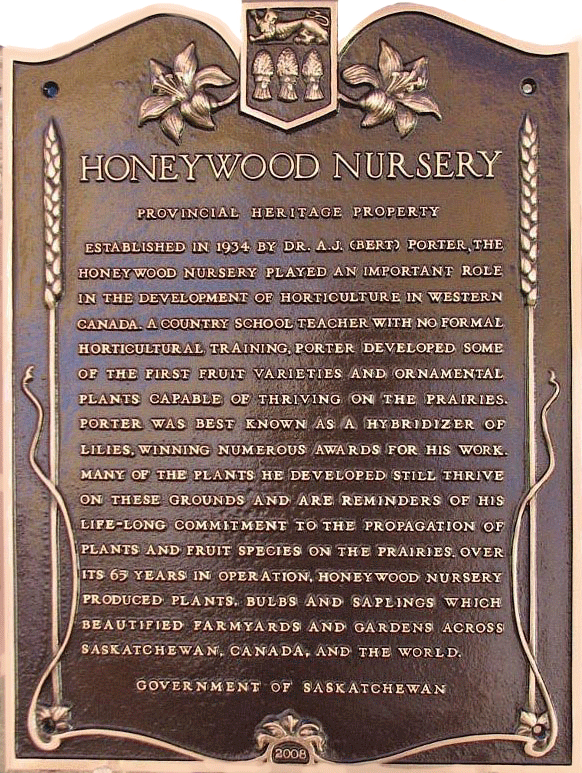 HONEYWOOD NURSERY
PROVINCIAL HERITAGE PROPERTY
ESTABLISHED IN 1934 BY DR. A.J. (BERT) PORTER, THE
HONEYWOOD NURSERY PLAYED AN IMPORTANT ROLE
IN THE DEVELOPMENT OF HORTICULTURE IN WESTERN
CANADA. A COUNTRY SCHOOL TEACHER WITH NO FORMAL
HORTICULTURAL TRAINING, PORTER DEVELOPED SOME
OF THE FIRST FRUIT VARIETIES AND ORNAMENTAL
PLANTS CAPABLE OF THRIVING ON THE PRAIRIES.
PORTER WAS BEST KNOWN AS A HYBRIDIZER OF
LILIES, WINNING NUMEROUS AWARDS FOR HIS WORK.
MANY OF THE PLANTS HE DEVELOPED STILL THRIVE
ON THESE GROUNDS AND ARE REMINDERS OF HIS
LIFE-LONG COMMITMENT TO THE PROPAGATION OF
PLANTS AND FRUIT SPECIES ON THE PRAIRIES. OVER
ITS 65 YEARS IN OPERATION, HONEYWOOD NURSERY
PRODUCED PLANTS, BULBS AND SAPLINGS WHICH
BEAUTIFIED FARMYARDS AND GARDENS ACROSS
SASKATCHEWAN, CANADA, AND THE WORLD.
GOVERNMENT OF SASKATCHEWAN
2008